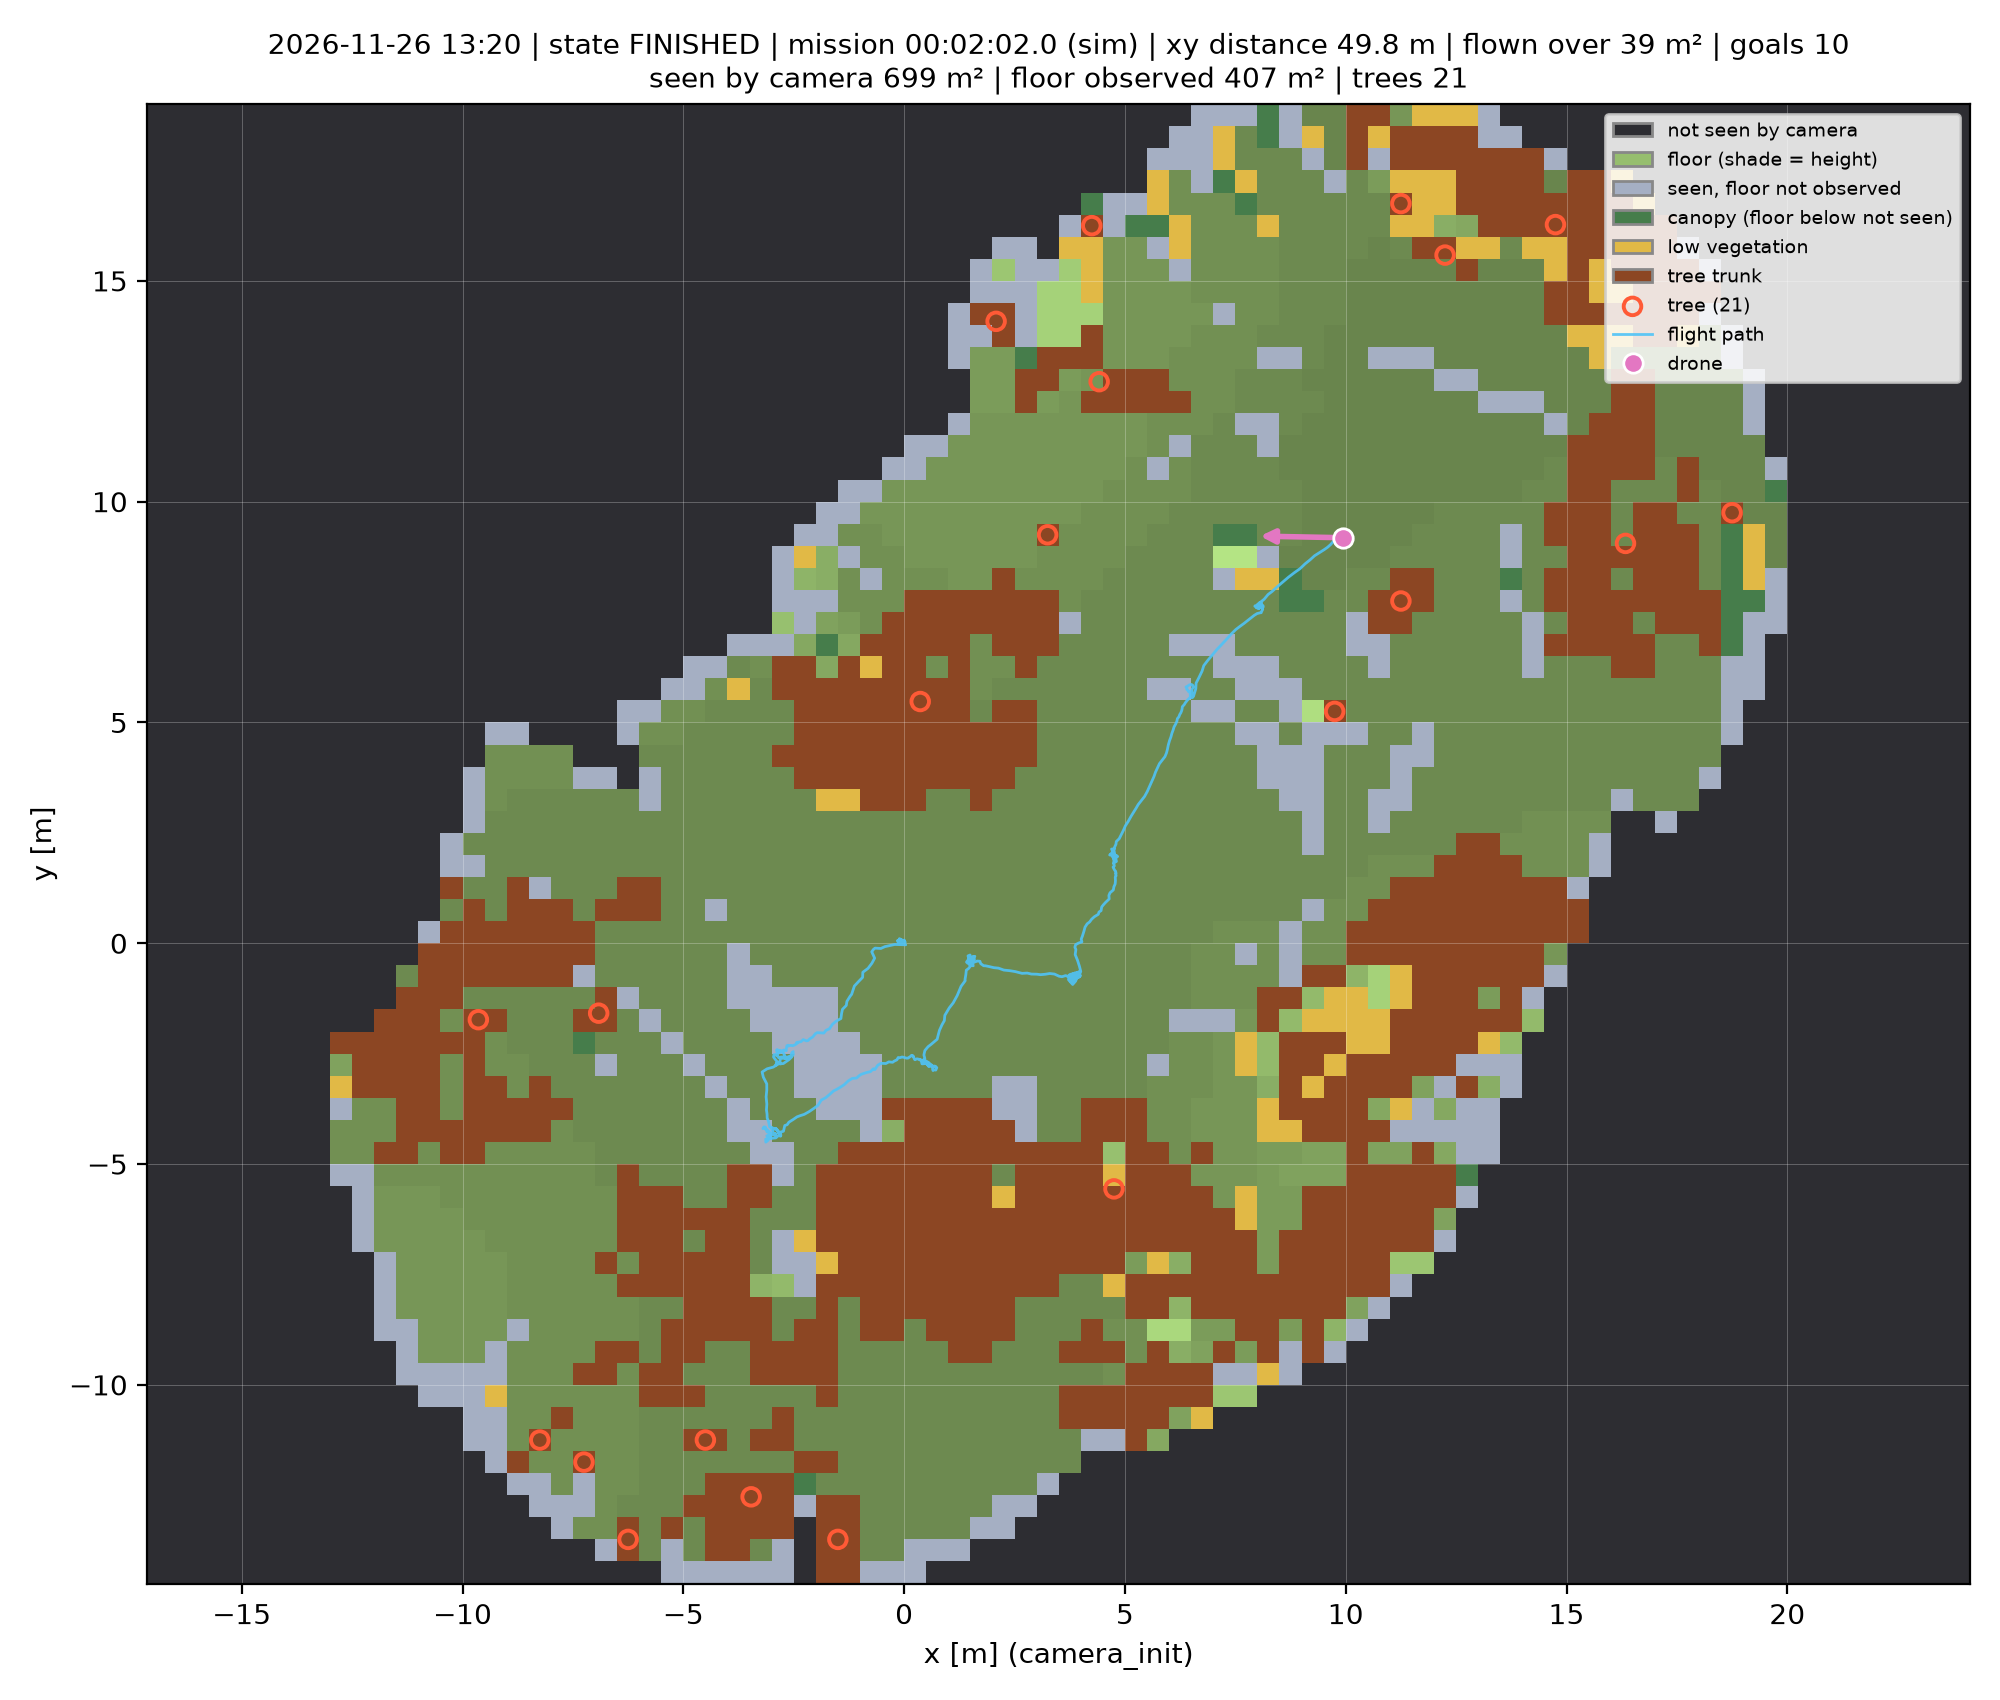 2026-11-26 13:20 | state FINISHED | mission 00:02:02.0 (sim) | xy distance 49.8 m | flown over 39 m² | goals 10
seen by camera 699 m² | floor observed 407 m² | trees 21
not seen by camera
floor (shade = height)
seen, floor not observed
canopy (floor below not seen)
low vegetation
tree trunk
tree (21)
flight path
drone
15
10
5
0
−5
−10
y [m]
−15
−10
−5
0
5
10
15
20
x [m] (camera_init)